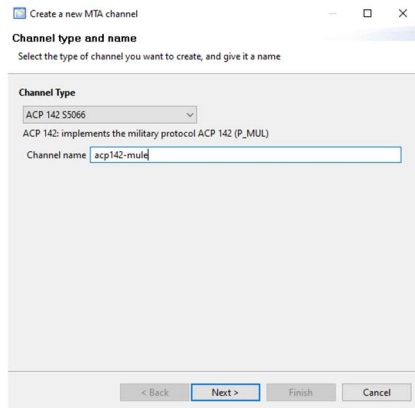 Create a new MTA channel
Channel type and name
Select the type of channel you want to create, and give it a name
Channel Type
ACP 142 S5066
ACP 142: implements the military protocol ACP 142 (P_MUL)
Channel name acp142-mule
< Back Next > Finish Cancel